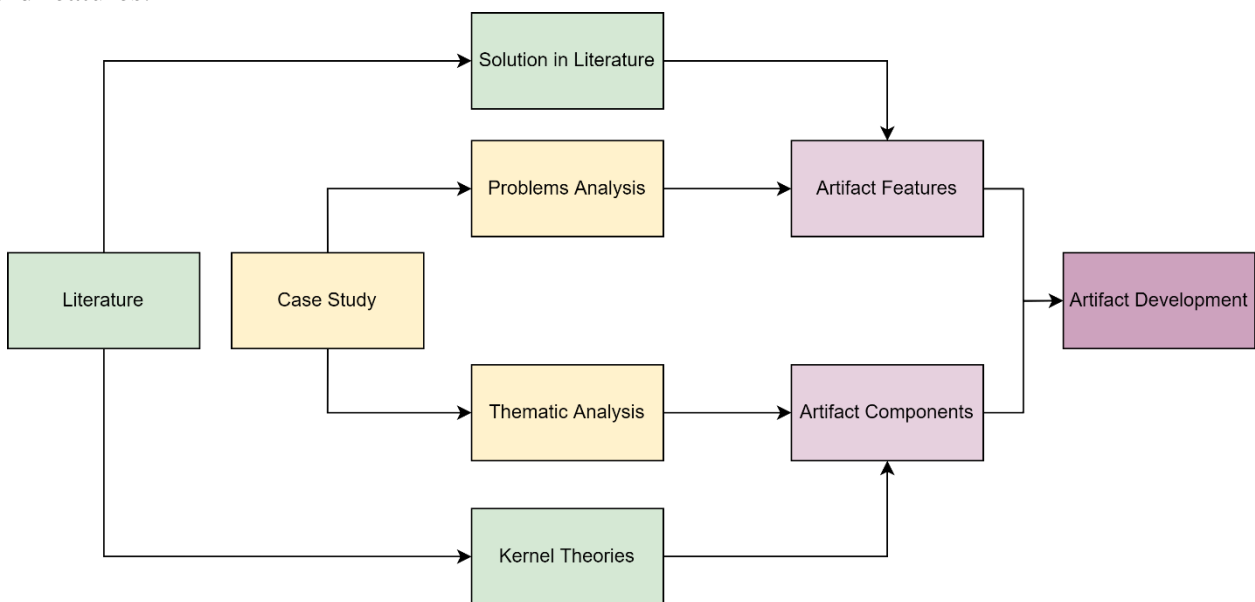 Solution in Literature
Problems Analysis
Artifact Features
Literature
Case Study
Artifact Development
Thematic Analysis
Artifact Components
Kernel Theories